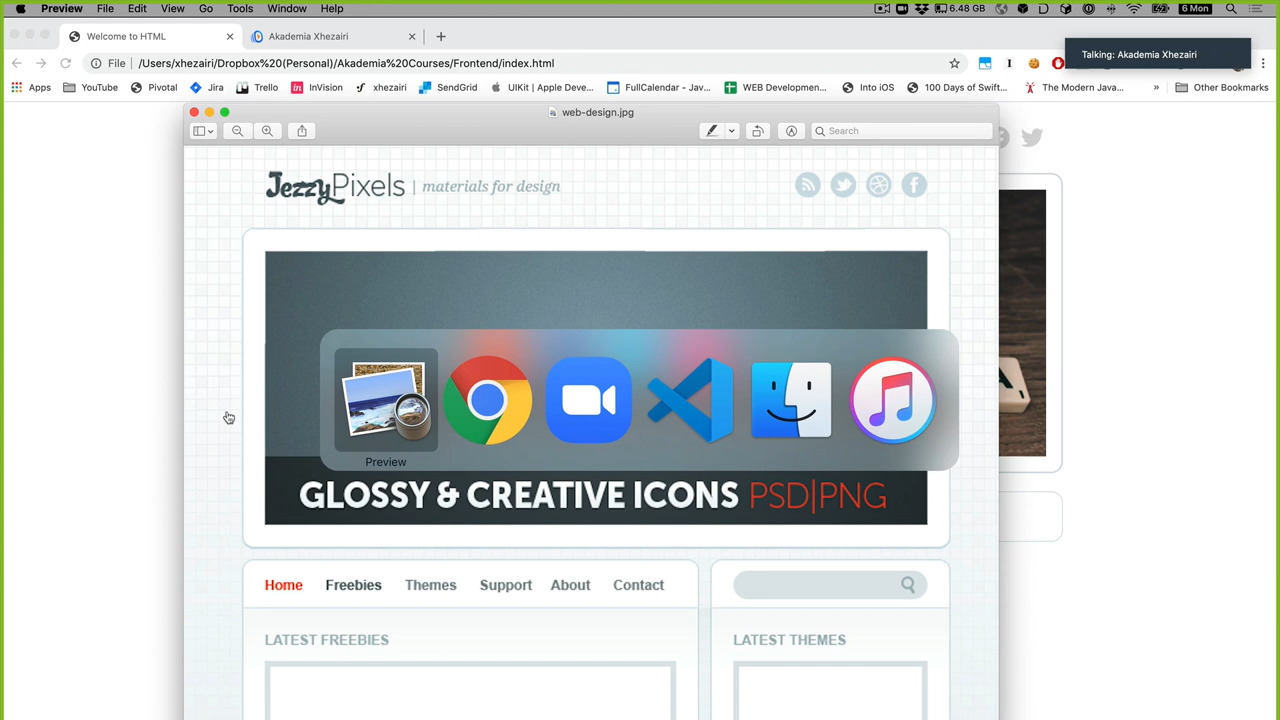 Preview File Edit View Go Tools Window Help 6.48 GB 6 Mon
Welcome to HTML Akademia Xhezairi
Talking: Akademia Xhezairi
File /Users/xhezairi/Dropbox%20(Personal)/Akademi%20Courses/Frontend/index.html
Apps YouTube Pivotal Jira Trello InVision xhezairi SendGrid UIKit | Apple Deve... FullCalendar - Jav... WEB Developmen... Into iOS 100 Days of Swift... The Modern Java... » Other Bookmarks
web-design.jpg
Search
JezzyPixels | materials for design
Preview
GLOSSY & CREATIVE ICONS PSD|PNG
Home Freebies Themes Support About Contact
LATEST FREEBIES LATEST THEMES